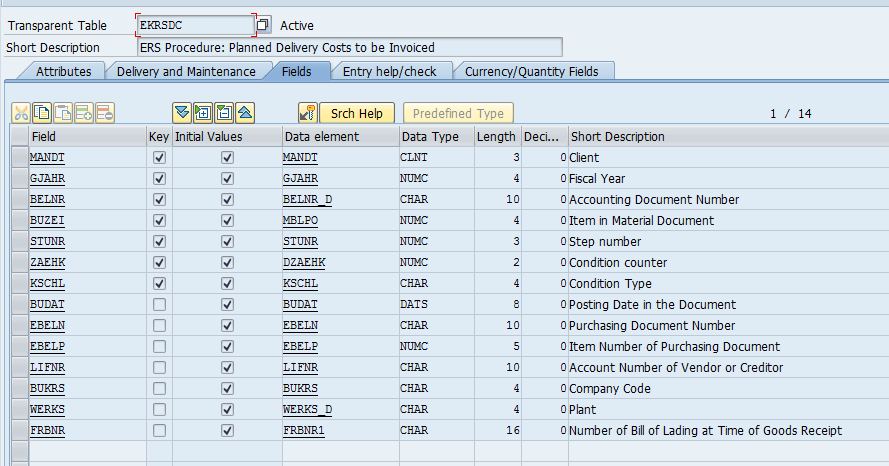 Transparent Table EKRSDC Active
Short Description ERS Procedure: Planned Delivery Costs to be Invoiced
Attributes Delivery and Maintenance Fields Entry help/check Currency/Quantity Fields
Srch Help Predefined Type 1 / 14
Field Key Initial Values Data element Data Type Length Deci... Short Description
MANDT MANDT CLNT 3 0 Client
GJAHR GJAHR NUMC 4 0 Fiscal Year
BELNR BELNR_D CHAR 10 0 Accounting Document Number
BUZEI MBLPO NUMC 4 0 Item in Material Document
STUNR STUNR NUMC 3 0 Step number
ZAEHK DZAEHK NUMC 2 0 Condition counter
KSCHL KSCHL CHAR 4 0 Condition Type
BUDAT BUDAT DATS 8 0 Posting Date in the Document
EBELN EBELN CHAR 10 0 Purchasing Document Number
EBELP EBELP NUMC 5 0 Item Number of Purchasing Document
LIFNR LIFNR CHAR 10 0 Account Number of Vendor or Creditor
BUKRS BUKRS CHAR 4 0 Company Code
WERKS WERKS_D CHAR 4 0 Plant
FRBNR FRBNR1 CHAR 16 0 Number of Bill of Lading at Time of Goods Receipt